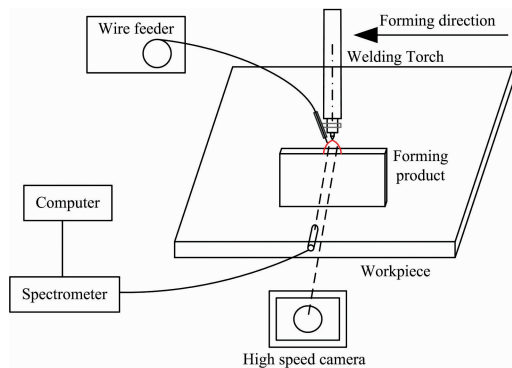 Wire feeder
Forming direction
Welding Torch
Forming
product
Computer
Spectrometer
Workpiece
High speed camera